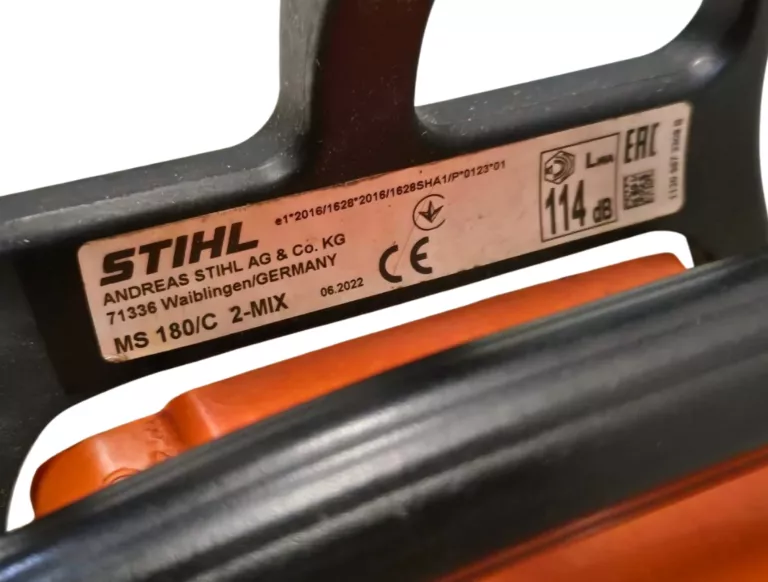 e1*2016/1628*2016/1628SHA1/P*0123*01
STIHL
ANDREAS STIHL AG & Co. KG
71336 Waiblingen/GERMANY
MS 180/C 2-MIX
06.2022
CE
LWA
114 dB
EAC